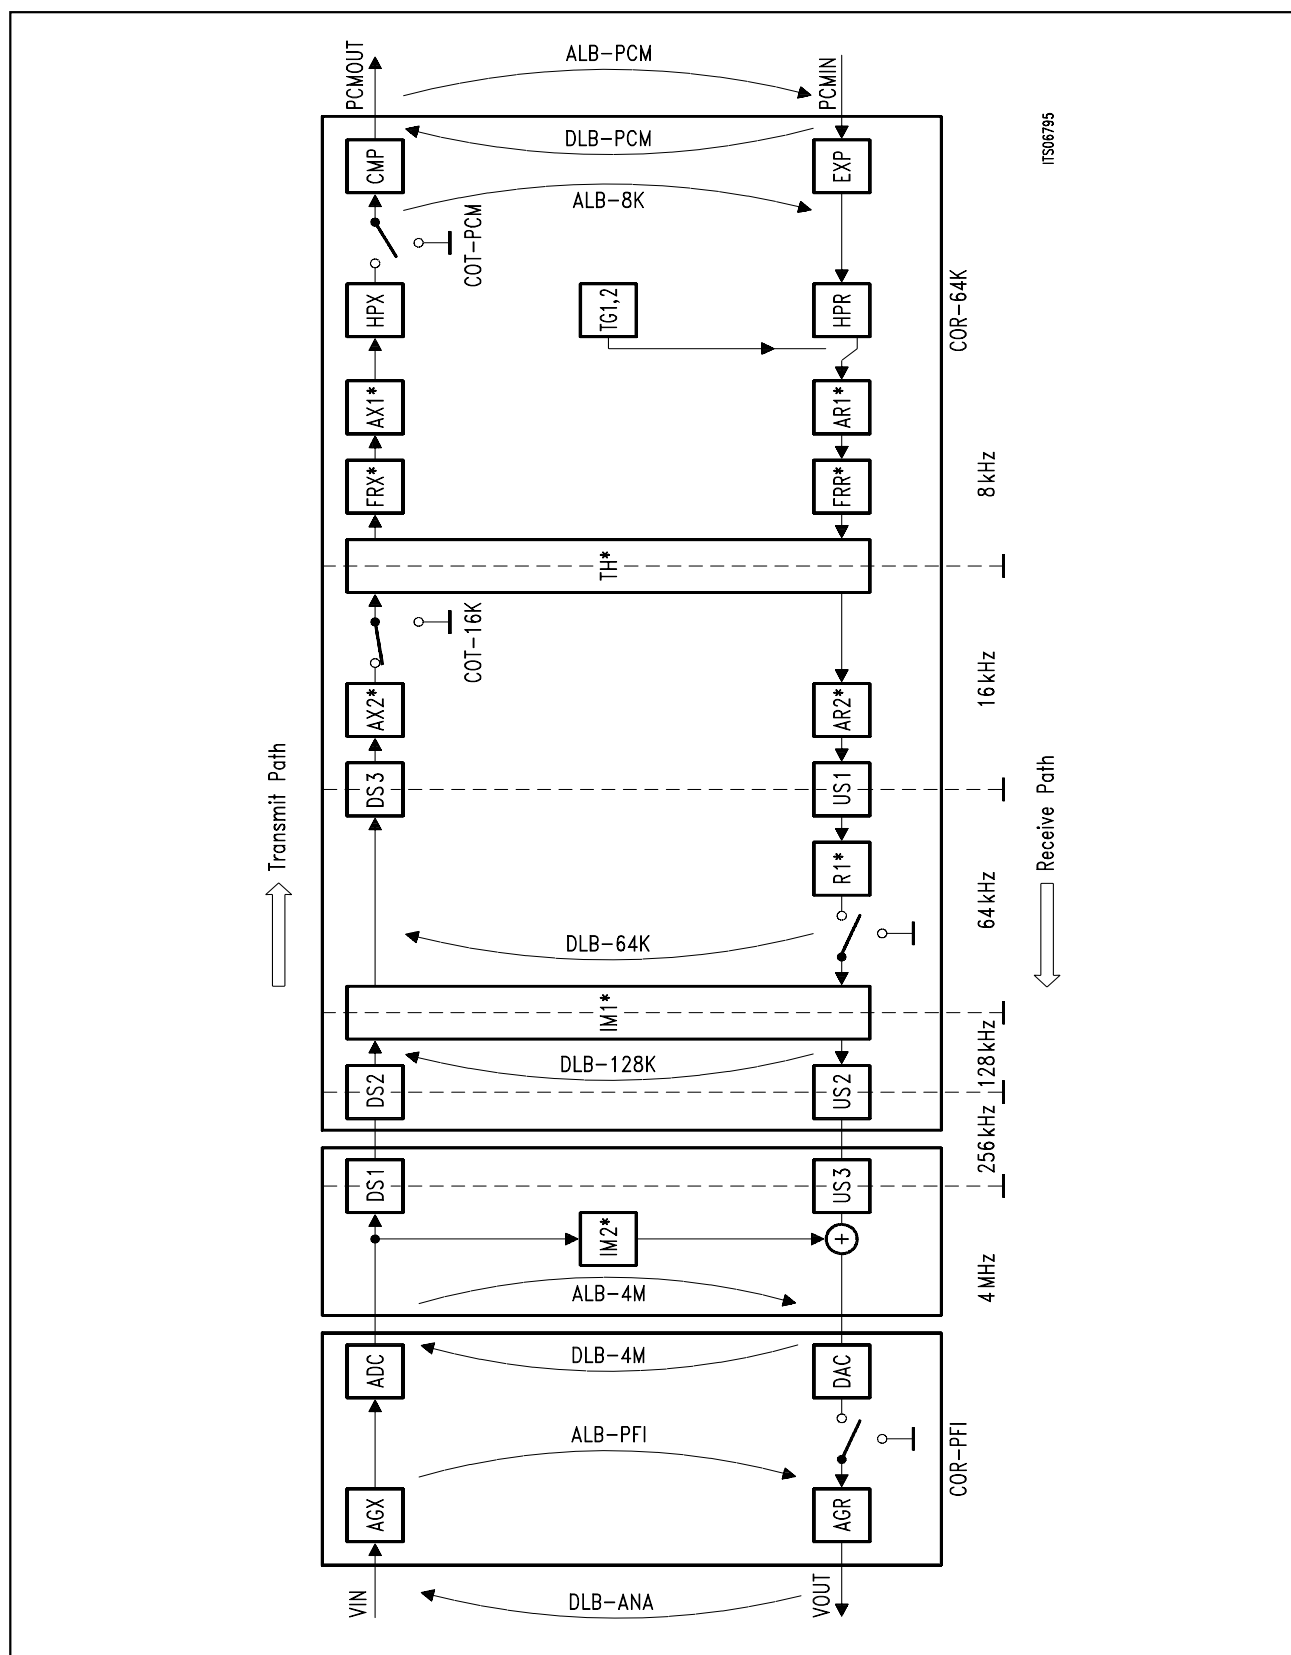 Transmit Path
VIN
AGX
ADC
DS1
DS2
DS3
AX2*
FRX*
AX1*
HPX
CMP
PCMOUT
COT-16K
COT-PCM
DLB-ANA
ALB-PFI
DLB-4M
ALB-4M
IM2*
DLB-128K
IM1*
DLB-64K
TH*
TG1,2
ALB-8K
DLB-PCM
ALB-PCM
VOUT
AGR
DAC
+
US3
US2
R1*
US1
AR2*
FRR*
AR1*
HPR
EXP
PCMIN
COR-PFI
COR-64K
4MHz
256kHz
128kHz
64kHz
16kHz
8kHz
Receive Path
ITS06795